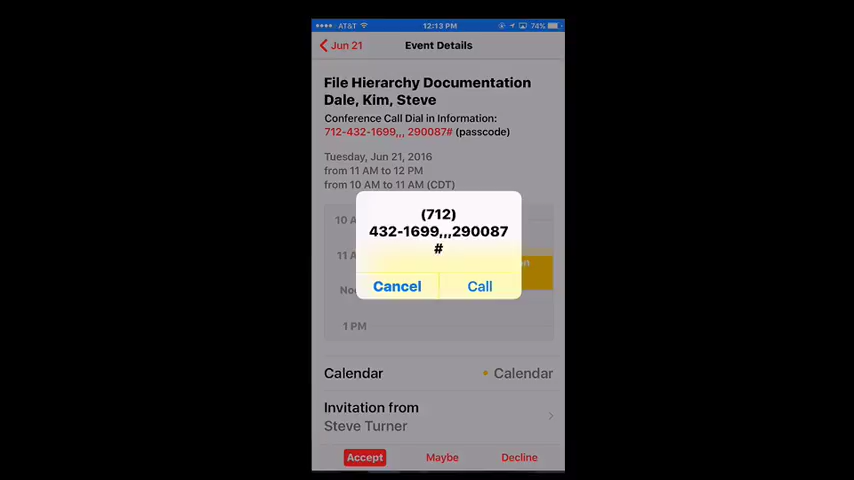 AT&T 12:13 PM 74%
Jun 21 Event Details
File Hierarchy Documentation
Dale, Kim, Steve
Conference Call Dial in Information:
712-432-1699,,, 290087# (passcode)
Tuesday, Jun 21, 2016
from 11 AM to 12 PM
from 10 AM to 11 AM (CDT)
(712)
432-1699,,,290087
#
Cancel Call
10 A
11 A
No
1 PM
Calendar Calendar
Invitation from
Steve Turner
Accept Maybe Decline